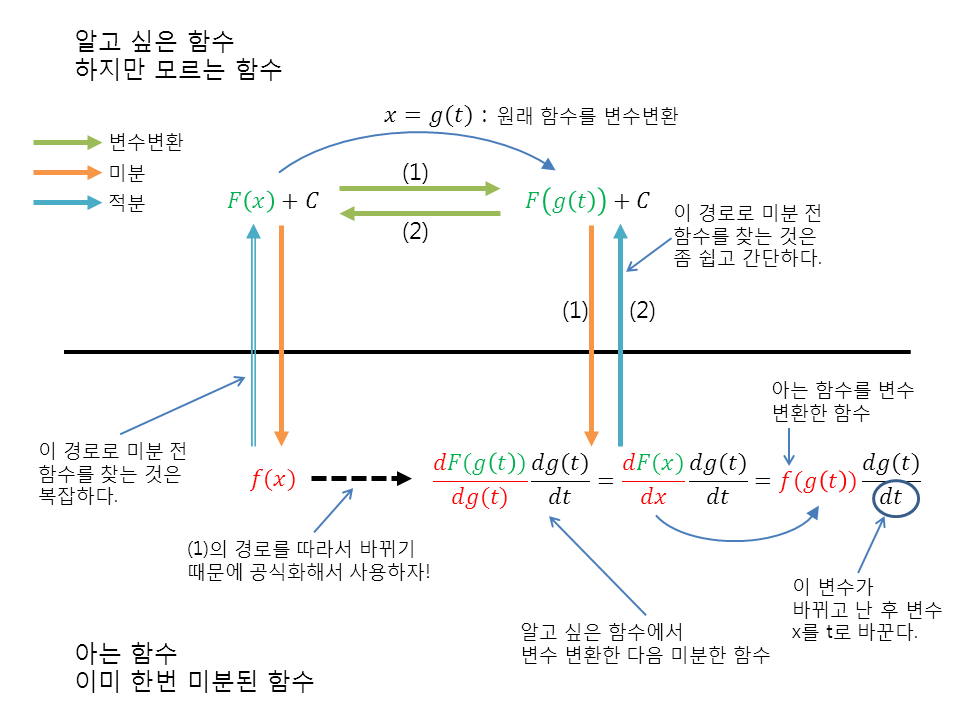 알고 싶은 함수
하지만 모르는 함수
x = g(t) : 원래 함수를 변수변환
변수변환
미분
적분
(1)
F(x) + C
F(g(t)) + C
(2)
이 경로로 미분 전
함수를 찾는 것은
좀 쉽고 간단하다.
(1)
(2)
아는 함수를 변수
변환한 함수
이 경로로 미분 전
함수를 찾는 것은
복잡하다.
f(x)
dF(g(t))/dg(t) dg(t)/dt = dF(x)/dx dg(t)/dt = f(g(t)) dg(t)/dt
(1)의 경로를 따라서 바뀌기
때문에 공식화해서 사용하자!
이 변수가
바뀌고 난 후 변수
x를 t로 바꾼다.
알고 싶은 함수에서
변수 변환한 다음 미분한 함수
아는 함수
이미 한번 미분된 함수